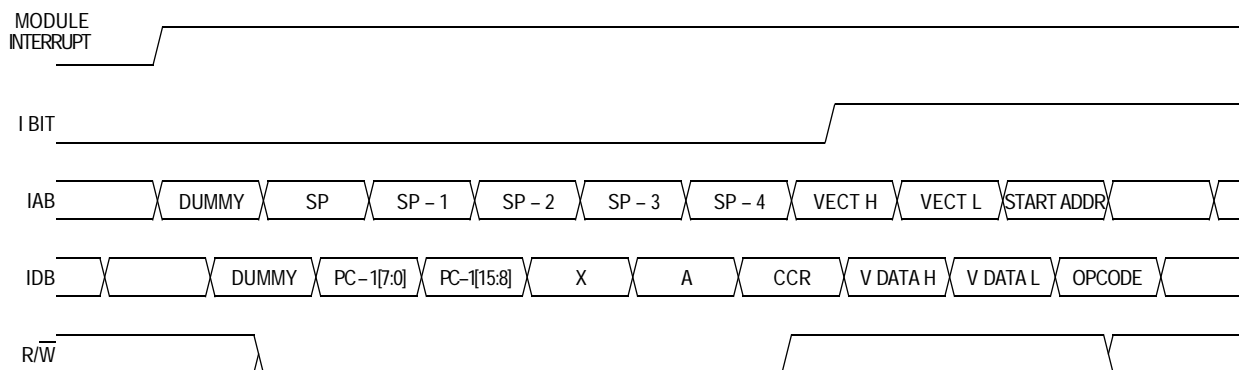 MODULE
INTERRUPT
I BIT
IAB DUMMY SP SP – 1 SP – 2 SP – 3 SP – 4 VECT H VECT L START ADDR
IDB DUMMY PC – 1[7:0] PC–1[15:8] X A CCR V DATA H V DATA L OPCODE
R/W̅